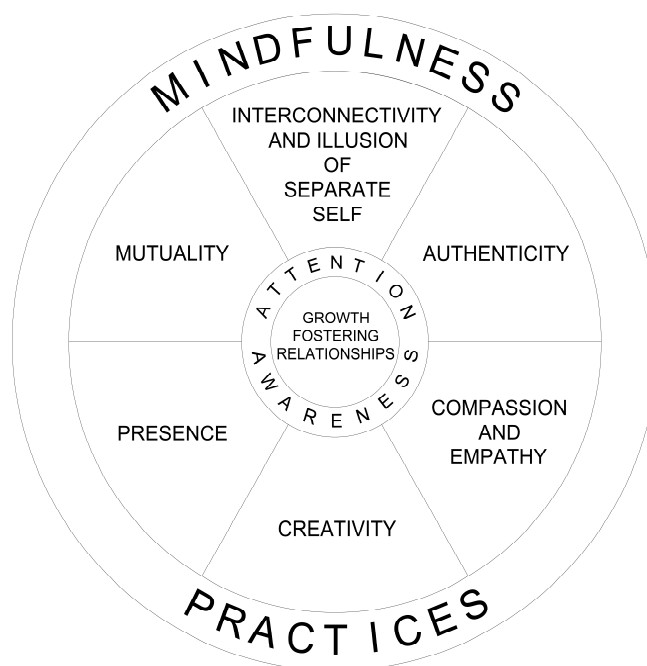 MINDFULNESS
INTERCONNECTIVITY
AND ILLUSION
OF
SEPARATE
SELF
MUTUALITY
AUTHENTICITY
ATTENTION
GROWTH
FOSTERING
RELATIONSHIPS
AWARENESS
PRESENCE
COMPASSION
AND
EMPATHY
CREATIVITY
PRACTICES